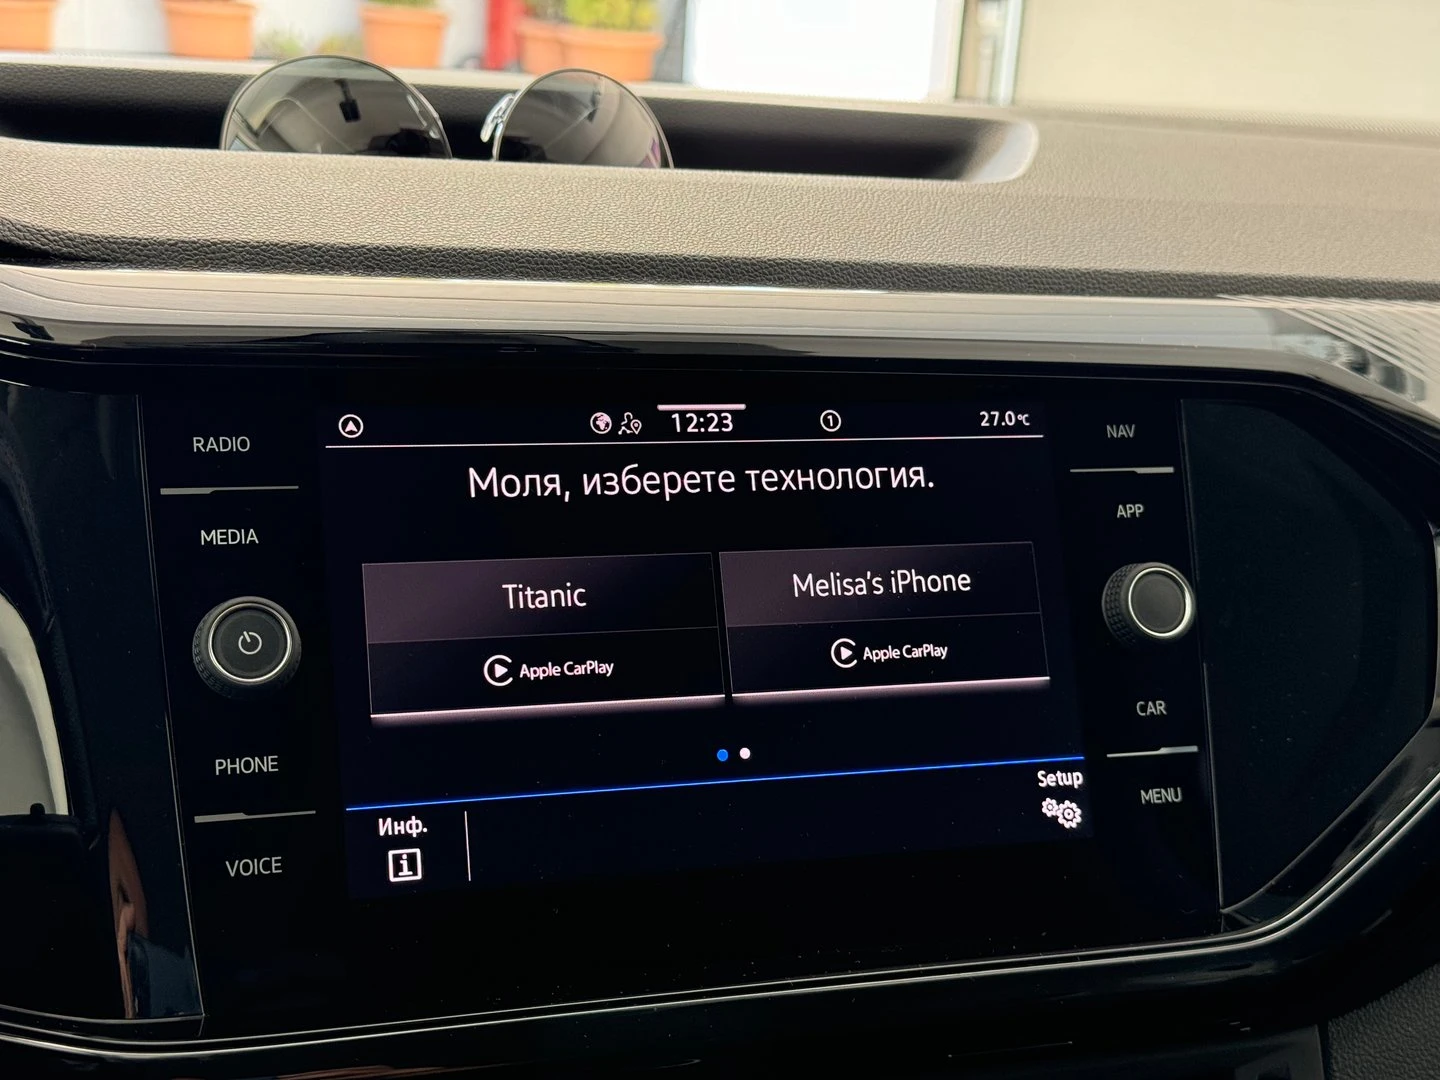 RADIO
MEDIA
PHONE
VOICE
12:23
1
27.0°C
Моля, изберете технология.
Titanic
Apple CarPlay
Melisa's iPhone
Apple CarPlay
Инф.
i
Setup
NAV
APP
CAR
MENU